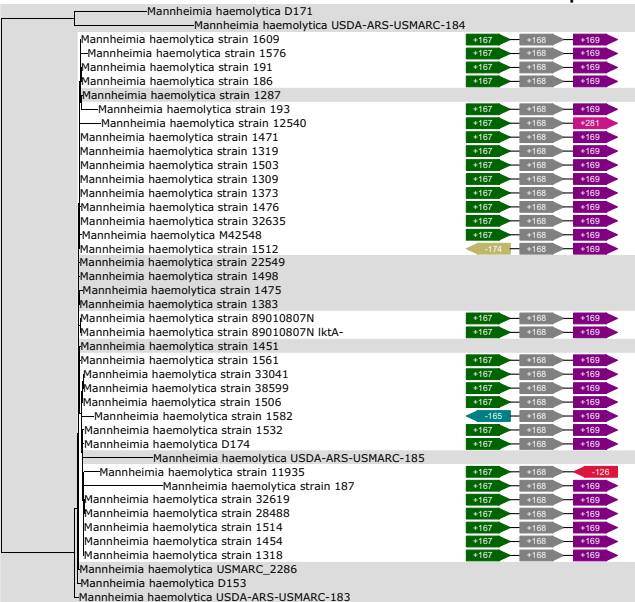 Mannheimia haemolytica D171
Mannheimia haemolytica USDA-ARS-USMARC-184
Mannheimia haemolytica strain 1609 +167 +168 +169
Mannheimia haemolytica strain 1576 +167 +168 +169
Mannheimia haemolytica strain 191 +167 +168 +169
Mannheimia haemolytica strain 186 +167 +168 +169
Mannheimia haemolytica strain 1287
Mannheimia haemolytica strain 193 +167 +168 +169
Mannheimia haemolytica strain 12540 +167 +168 +281
Mannheimia haemolytica strain 1471 +167 +168 +169
Mannheimia haemolytica strain 1319 +167 +168 +169
Mannheimia haemolytica strain 1503 +167 +168 +169
Mannheimia haemolytica strain 1309 +167 +168 +169
Mannheimia haemolytica strain 1373 +167 +168 +169
Mannheimia haemolytica strain 1476 +167 +168 +169
Mannheimia haemolytica strain 32635 +167 +168 +169
Mannheimia haemolytica M42548 +167 +168 +169
Mannheimia haemolytica strain 1512 -174 +168 +169
Mannheimia haemolytica strain 22549
Mannheimia haemolytica strain 1498
Mannheimia haemolytica strain 1475
Mannheimia haemolytica strain 1383
Mannheimia haemolytica strain 89010807N +167 +168 +169
Mannheimia haemolytica strain 89010807N lktA- +167 +168 +169
Mannheimia haemolytica strain 1451
Mannheimia haemolytica strain 1561 +167 +168 +169
Mannheimia haemolytica strain 33041 +167 +168 +169
Mannheimia haemolytica strain 38599 +167 +168 +169
Mannheimia haemolytica strain 1506 +167 +168 +169
Mannheimia haemolytica strain 1582 -165 +168 +169
Mannheimia haemolytica strain 1532 +167 +168 +169
Mannheimia haemolytica D174 +167 +168 +169
Mannheimia haemolytica USDA-ARS-USMARC-185
Mannheimia haemolytica strain 11935 +167 +168 -126
Mannheimia haemolytica strain 187 +167 +168 +169
Mannheimia haemolytica strain 32619 +167 +168 +169
Mannheimia haemolytica strain 28488 +167 +168 +169
Mannheimia haemolytica strain 1514 +167 +168 +169
Mannheimia haemolytica strain 1454 +167 +168 +169
Mannheimia haemolytica strain 1318 +167 +168 +169
Mannheimia haemolytica USMARC_2286
Mannheimia haemolytica D153
Mannheimia haemolytica USDA-ARS-USMARC-183